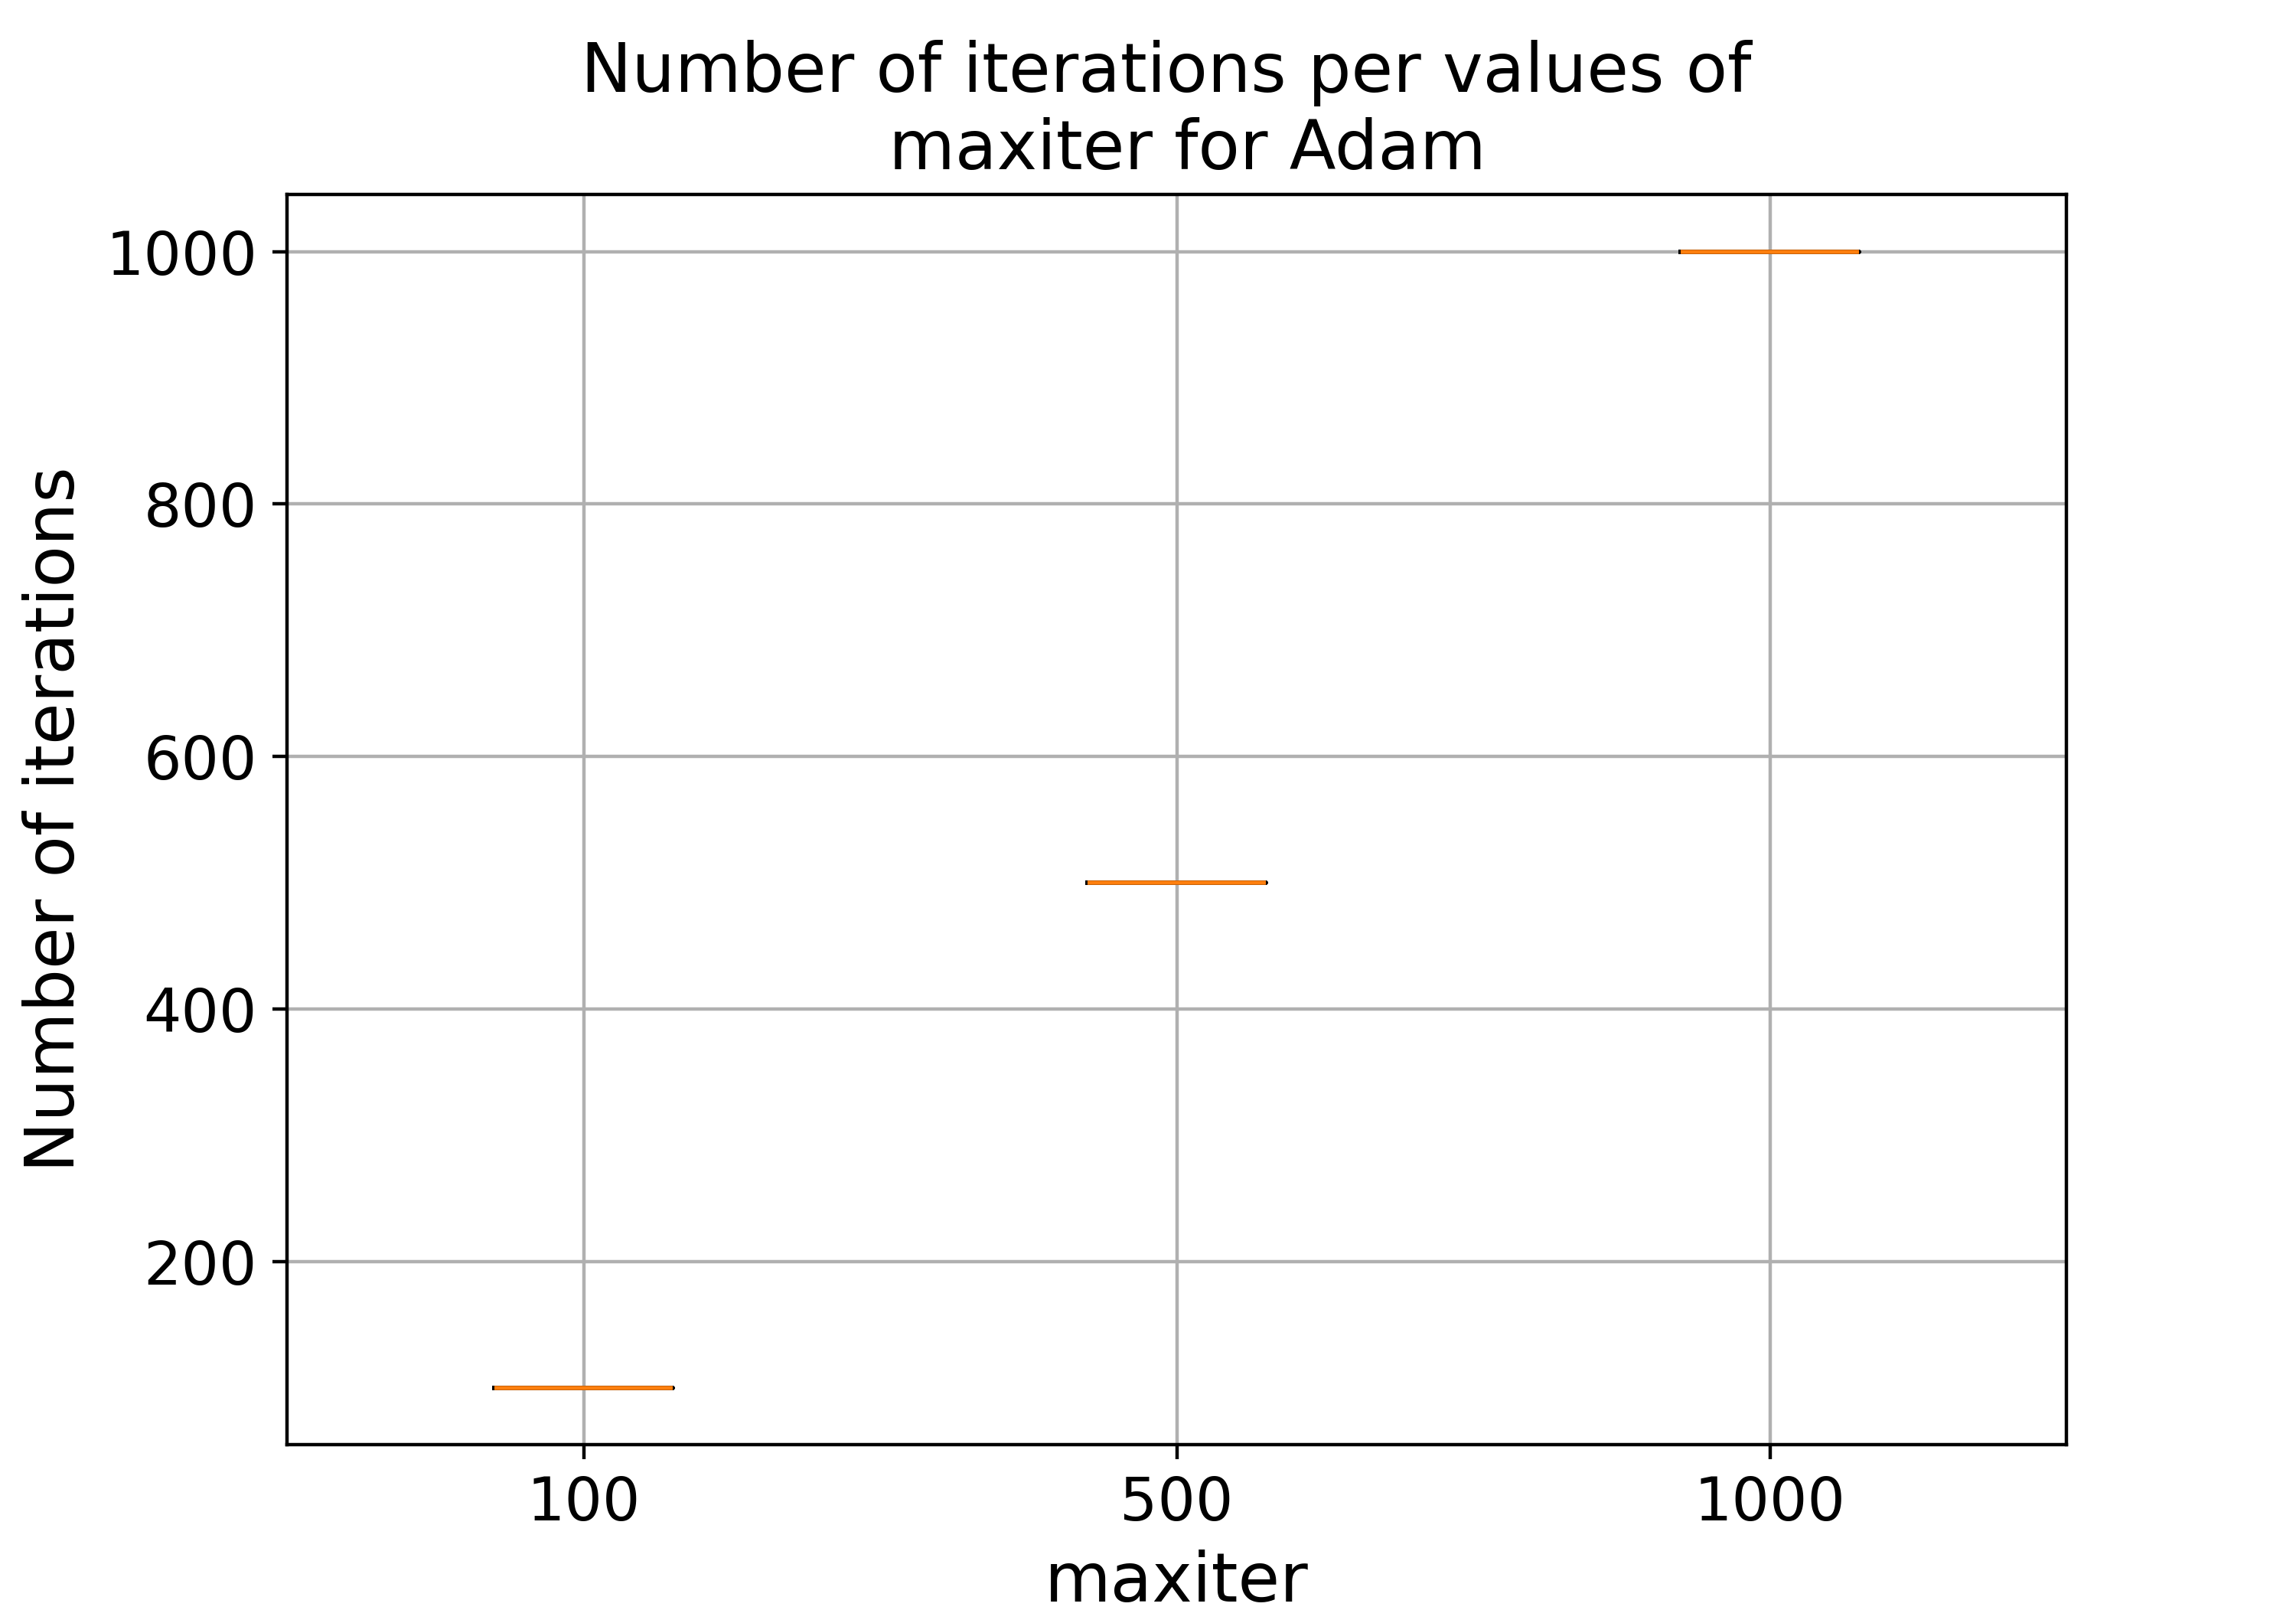 Number of iterations per values of
maxiter for Adam
Number of iterations
1000
800
600
400
200
100
500
1000
maxiter